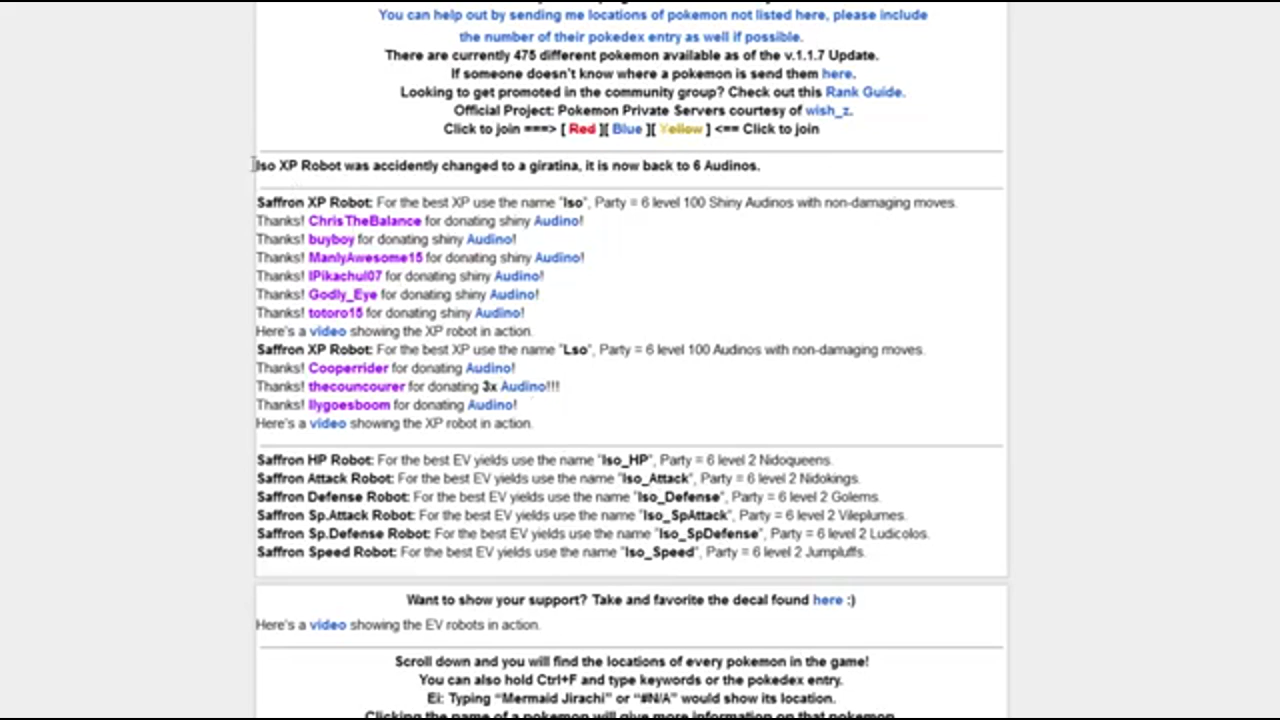 You can help out by sending me locations of pokemon not listed here, please include
the number of their pokedex entry as well if possible.
There are currently 475 different pokemon available as of the v.1.1.7 Update.
If someone doesn't know where a pokemon is send them here.
Looking to get promoted in the community group? Check out this Rank Guide.
Official Project: Pokemon Private Servers courtesy of wish_z.
Click to join ===> [ Red ][ Blue ][ Yellow ] <== Click to join
Iso XP Robot was accidently changed to a giratina, it is now back to 6 Audinos.
Saffron XP Robot: For the best XP use the name "Iso", Party = 6 level 100 Shiny Audinos with non-damaging moves.
Thanks! ChrisTheBalance for donating shiny Audino!
Thanks! buyboy for donating shiny Audino!
Thanks! ManlyAwesome15 for donating shiny Audino!
Thanks! IPikachuI07 for donating shiny Audino!
Thanks! Godly_Eye for donating shiny Audino!
Thanks! totoro15 for donating shiny Audino!
Here's a video showing the XP robot in action.
Saffron XP Robot: For the best XP use the name "Lso", Party = 6 level 100 Audinos with non-damaging moves.
Thanks! Cooperrider for donating Audino!
Thanks! thecouncourer for donating 3x Audino!!!
Thanks! llygoesboom for donating Audino!
Here's a video showing the XP robot in action.
Saffron HP Robot: For the best EV yields use the name "Iso_HP", Party = 6 level 2 Nidoqueens.
Saffron Attack Robot: For the best EV yields use the name "Iso_Attack", Party = 6 level 2 Nidokings.
Saffron Defense Robot: For the best EV yields use the name "Iso_Defense", Party = 6 level 2 Golems.
Saffron Sp.Attack Robot: For the best EV yields use the name "Iso_SpAttack", Party = 6 level 2 Vileplumes.
Saffron Sp.Defense Robot: For the best EV yields use the name "Iso_SpDefense", Party = 6 level 2 Ludicolos.
Saffron Speed Robot: For the best EV yields use the name "Iso_Speed", Party = 6 level 2 Jumpluffs.
Want to show your support? Take and favorite the decal found here :)
Here's a video showing the EV robots in action.
Scroll down and you will find the locations of every pokemon in the game!
You can also hold Ctrl+F and type keywords or the pokedex entry.
Ei: Typing "Mermaid Jirachi" or "#N/A" would show its location.
Clicking the name of a pokemon will give more information on that pokemon